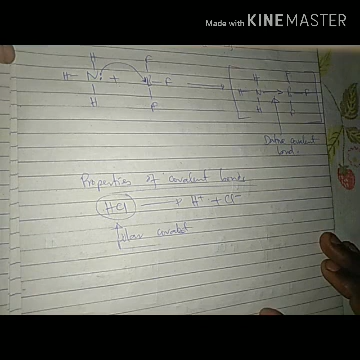 Made with KINEMASTER
H F H F
H - N: + B - F H - N → B - F
H F H F
Dative covalent
bond.
Properties of covalent bonds
HCl → H⁺ + Cl⁻
Polar covalent